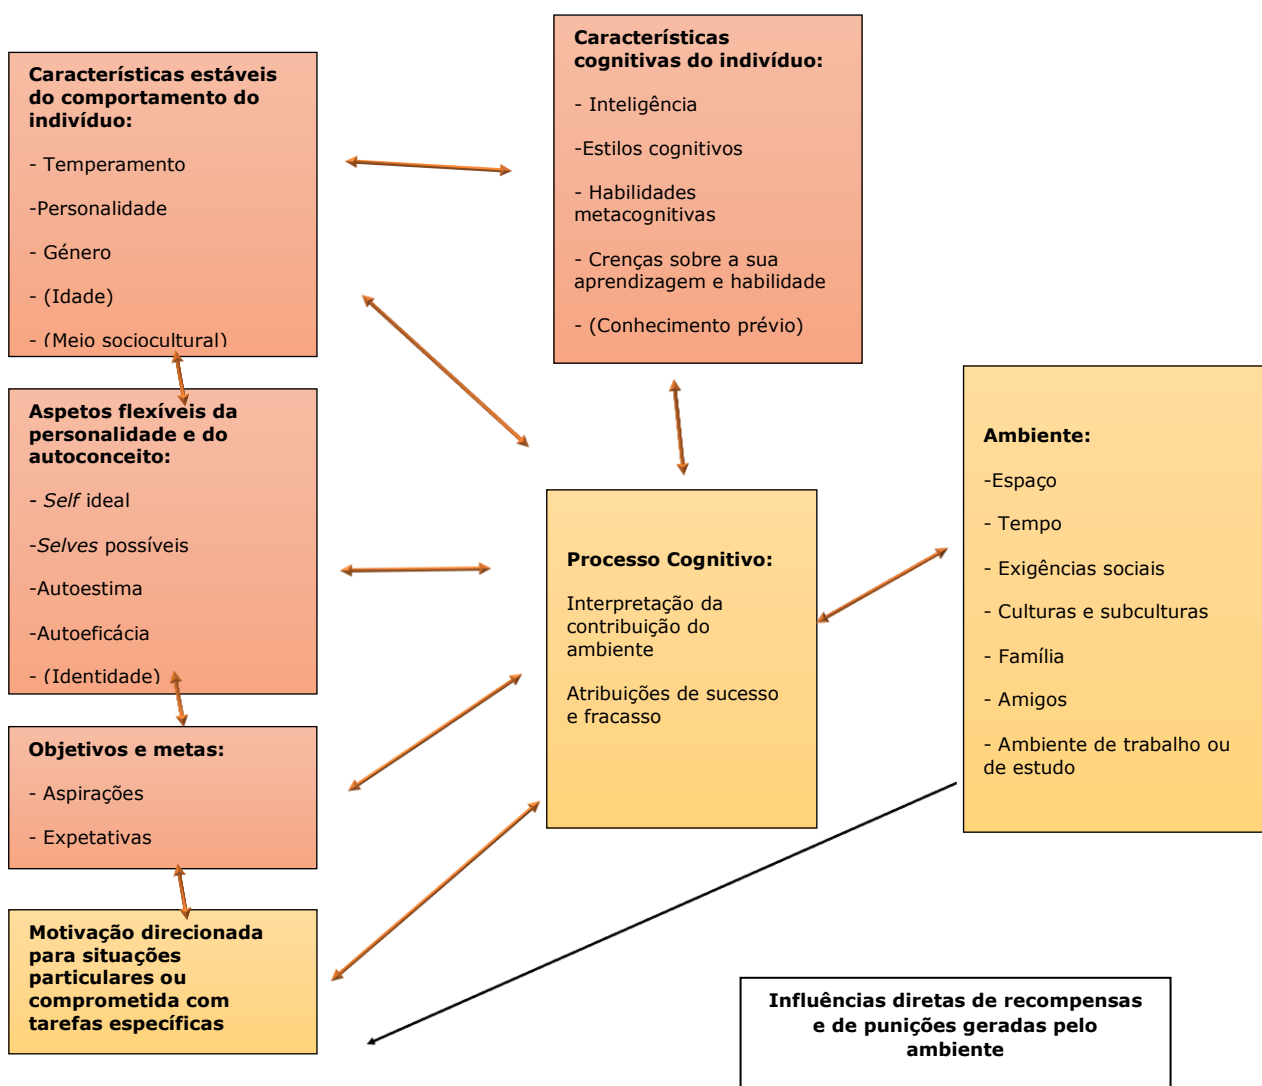 Características estáveis
do comportamento do
indivíduo:
- Temperamento
-Personalidade
- Género
- (Idade)
- (Meio sociocultural)
Características
cognitivas do indivíduo:
- Inteligência
-Estilos cognitivos
- Habilidades
metacognitivas
- Crenças sobre a sua
aprendizagem e habilidade
- (Conhecimento prévio)
Aspetos flexíveis da
personalidade e do
autoconceito:
- Self ideal
-Selves possíveis
-Autoestima
-Autoeficácia
- (Identidade)
Processo Cognitivo:
Interpretação da
contribuição do
ambiente
Atribuições de sucesso
e fracasso
Ambiente:
-Espaço
- Tempo
- Exigências sociais
- Culturas e subculturas
- Família
- Amigos
- Ambiente de trabalho ou
de estudo
Objetivos e metas:
- Aspirações
- Expetativas
Motivação direcionada
para situações
particulares ou
comprometida com
tarefas específicas
Influências diretas de recompensas
e de punições geradas pelo
ambiente